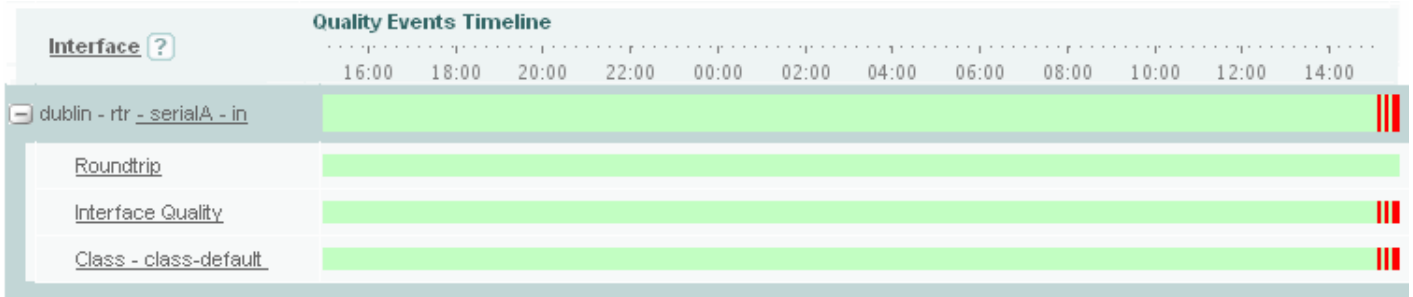 Quality Events Timeline
Interface ?
16:00 18:00 20:00 22:00 00:00 02:00 04:00 06:00 08:00 10:00 12:00 14:00
dublin - rtr - serialA - in
Roundtrip
Interface Quality
Class - class-default